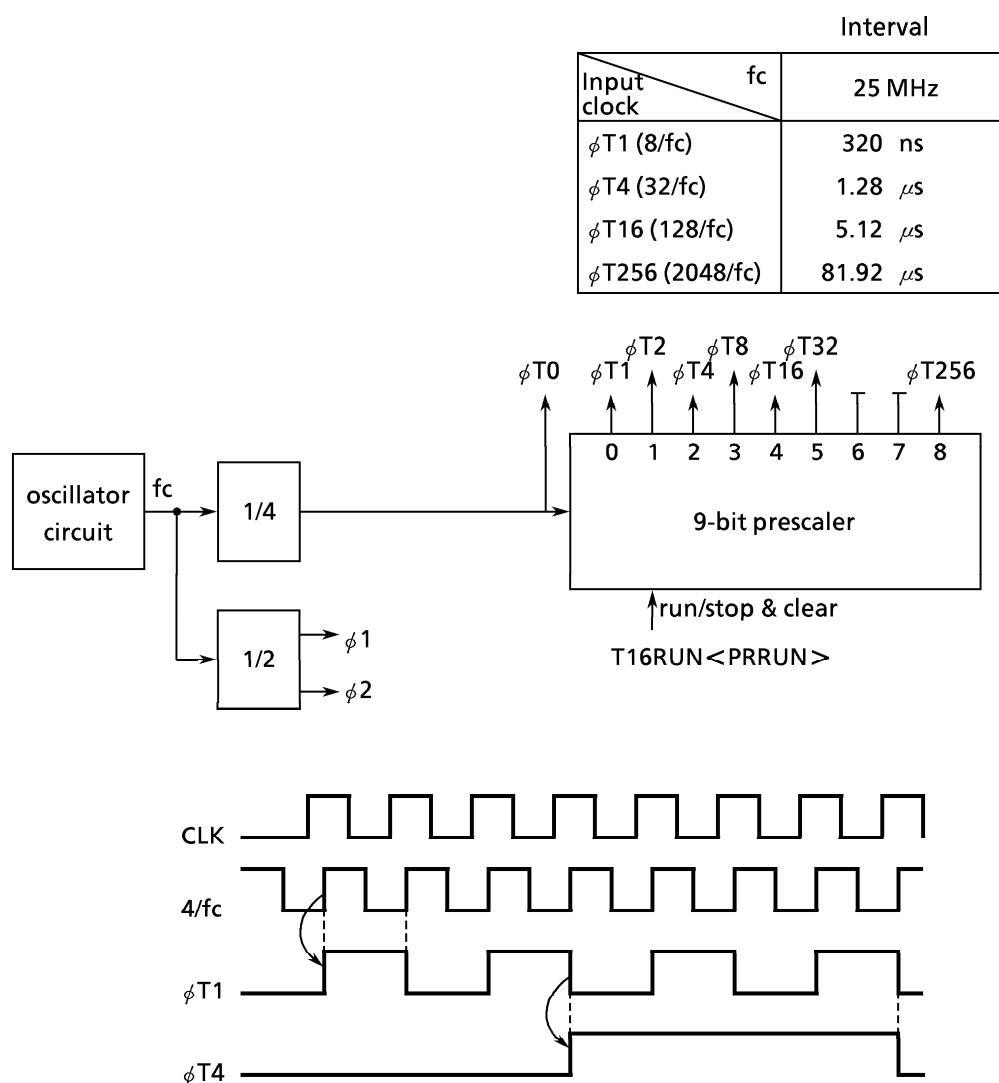 Interval
fc
Input
clock
25 MHz
ϕT1 (8/fc) 320 ns
ϕT4 (32/fc) 1.28 μs
ϕT16 (128/fc) 5.12 μs
ϕT256 (2048/fc) 81.92 μs
ϕT2 ϕT8 ϕT32
ϕT0 ϕT1 ϕT4 ϕT16 ϕT256
0 1 2 3 4 5 6 7 8
oscillator
circuit
fc
1/4
9-bit prescaler
run/stop & clear
T16RUN<PRRUN>
1/2
ϕ1
ϕ2
CLK
4/fc
ϕT1
ϕT4